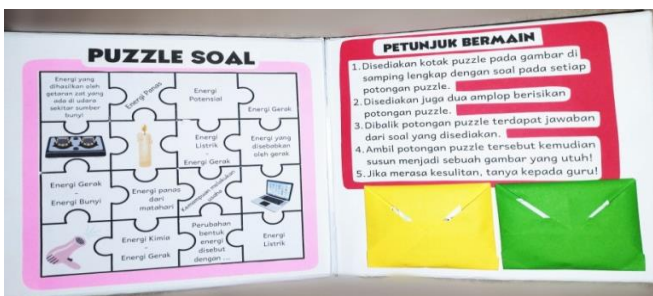 PUZZLE SOAL
Energi yang
dihasilkan oleh
getaran zat yang
ada di udara
sekitar sumber
bunyi
Energi Panas
Energi
Potensial
Energi Gerak
Energi
Listrik
-
Energi Gerak
Energi yang
disebabkan
oleh gerak
Energi Gerak
-
Energi Bunyi
Energi panas
dari
matahari
Kemampuan melakukan
usaha
Energi Kimia
-
Energi Gerak
Perubahan
bentuk
energi
disebut
dengan ...
Energi
Listrik
PETUNJUK BERMAIN
1. Disediakan kotak puzzle pada gambar di
samping lengkap dengan soal pada setiap
potongan puzzle.
2. Disediakan juga dua amplop berisikan
potongan puzzle.
3. Dibalik potongan puzzle terdapat jawaban
dari soal yang disediakan.
4. Ambil potongan puzzle tersebut kemudian
susun menjadi sebuah gambar yang utuh!
5. Jika merasa kesulitan, tanya kepada guru!